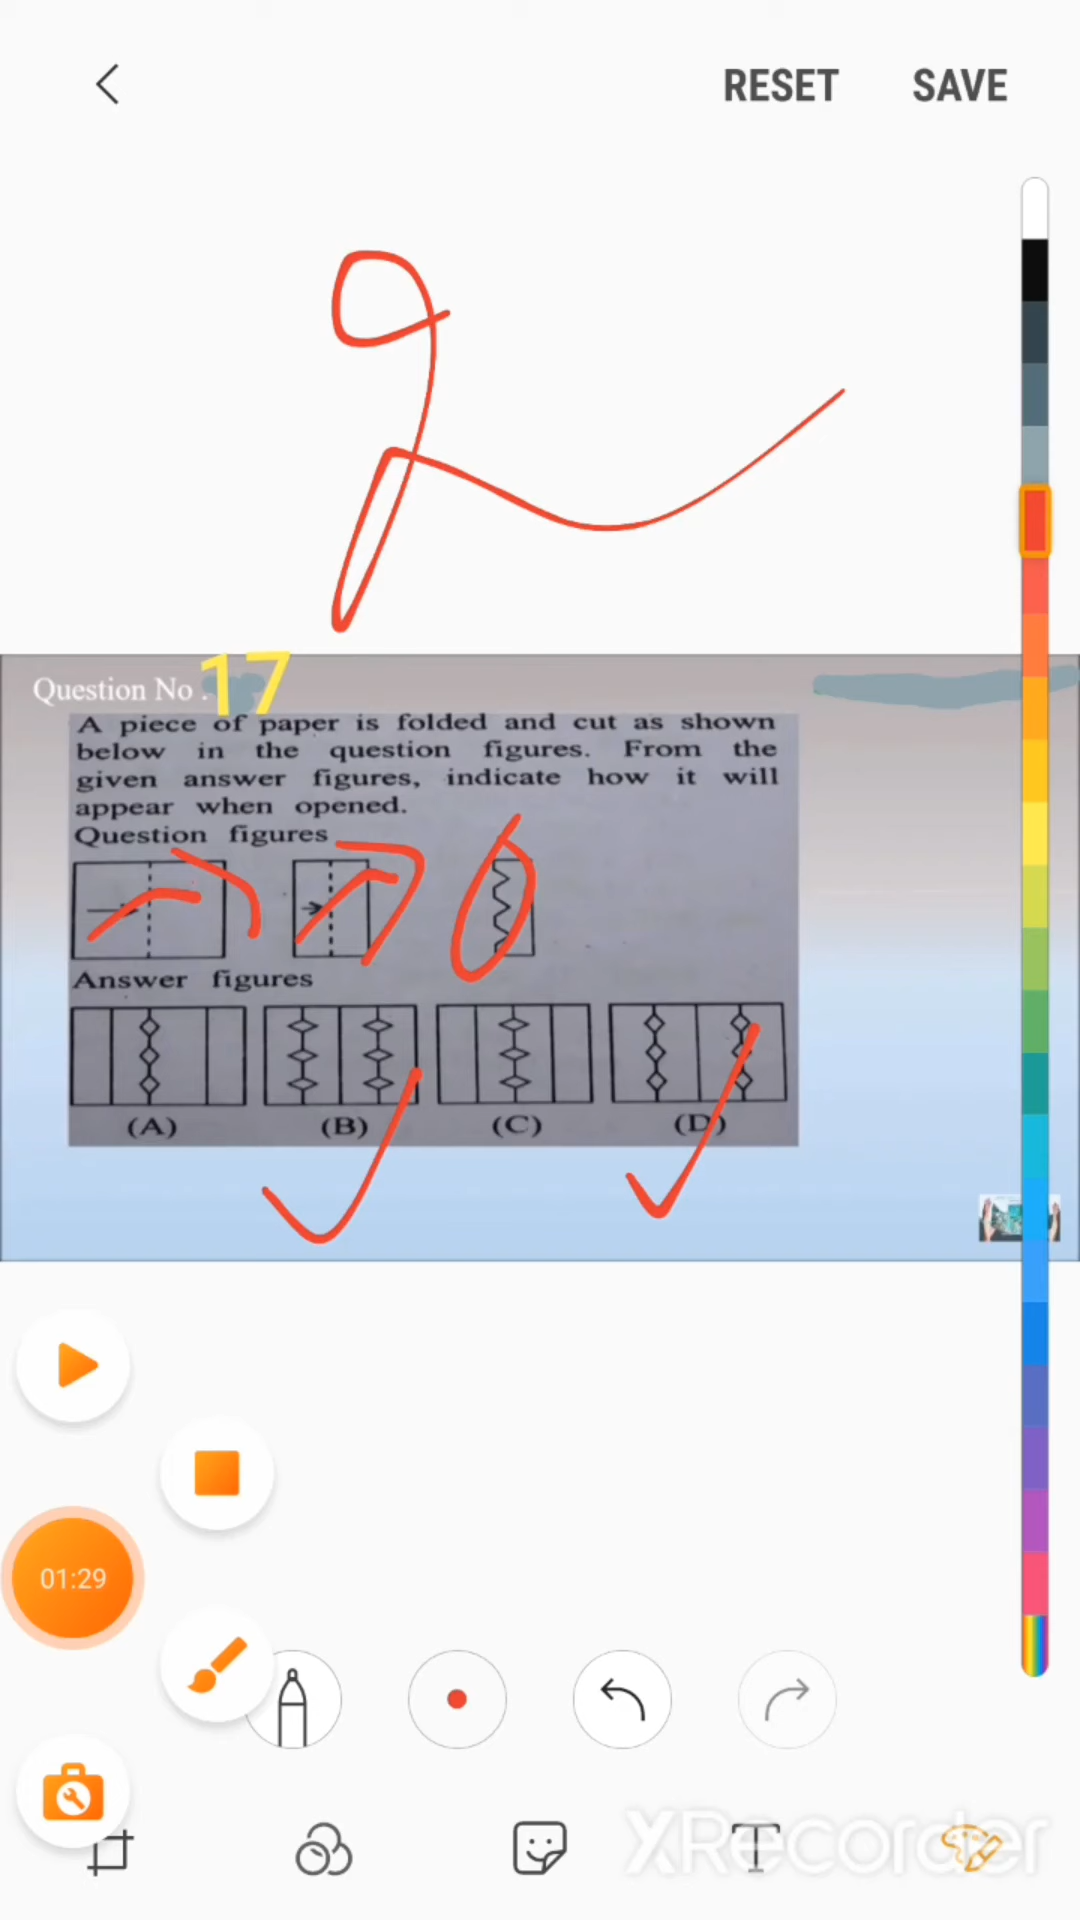 RESET SAVE
Question No . 17
A piece of paper is folded and cut as shown
below in the question figures. From the
given answer figures, indicate how it will
appear when opened.
Question figures
Answer figures
(A) (B) (C) (D)
01:29
T
XRecorder